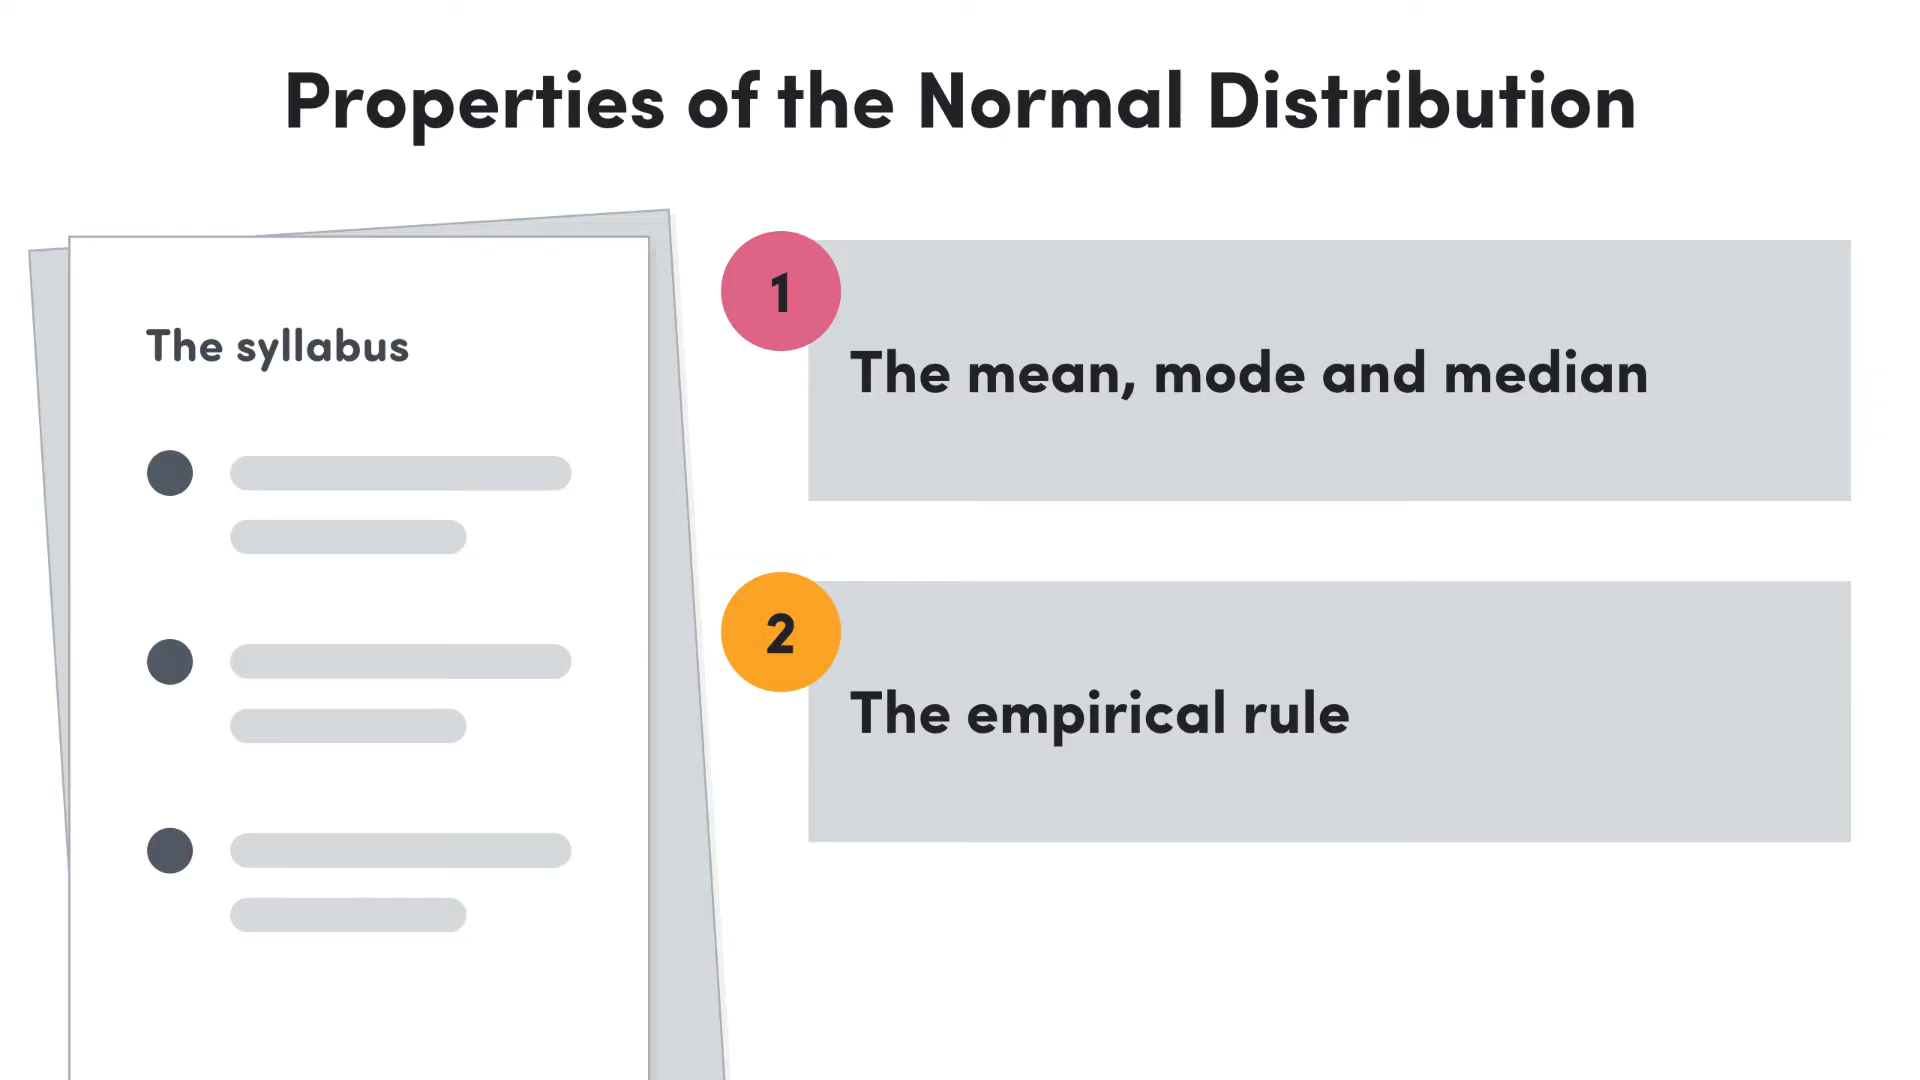 Properties of the Normal Distribution
The syllabus
1
The mean, mode and median
2
The empirical rule